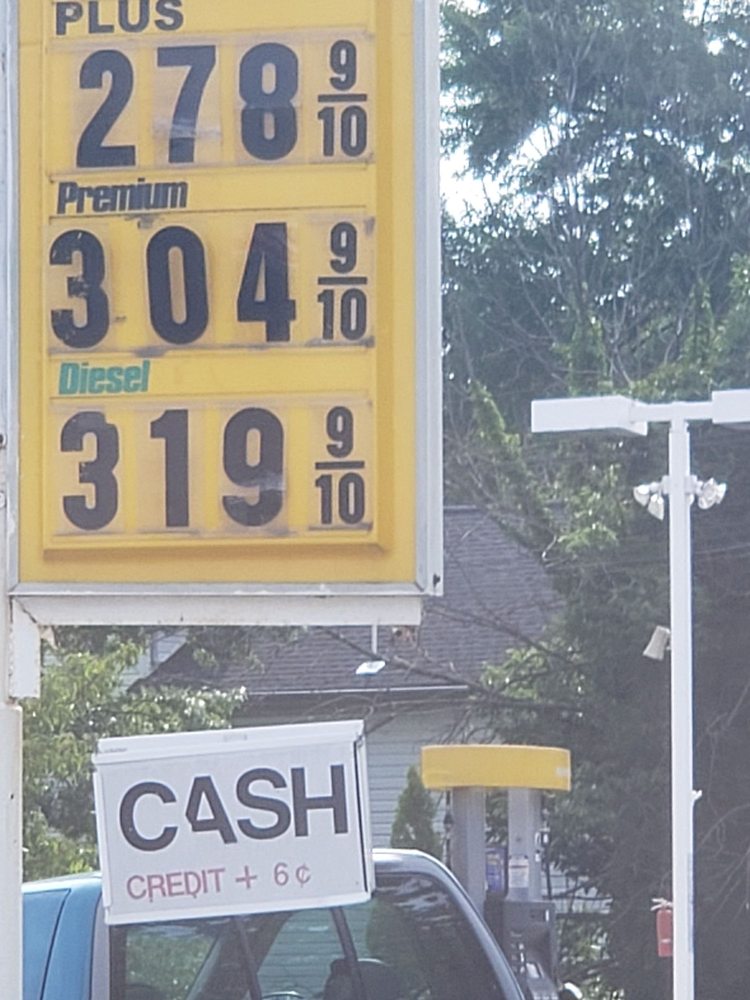 PLUS
278 9/10
Premium
304 9/10
Diesel
319 9/10
CASH
CREDIT + 6¢